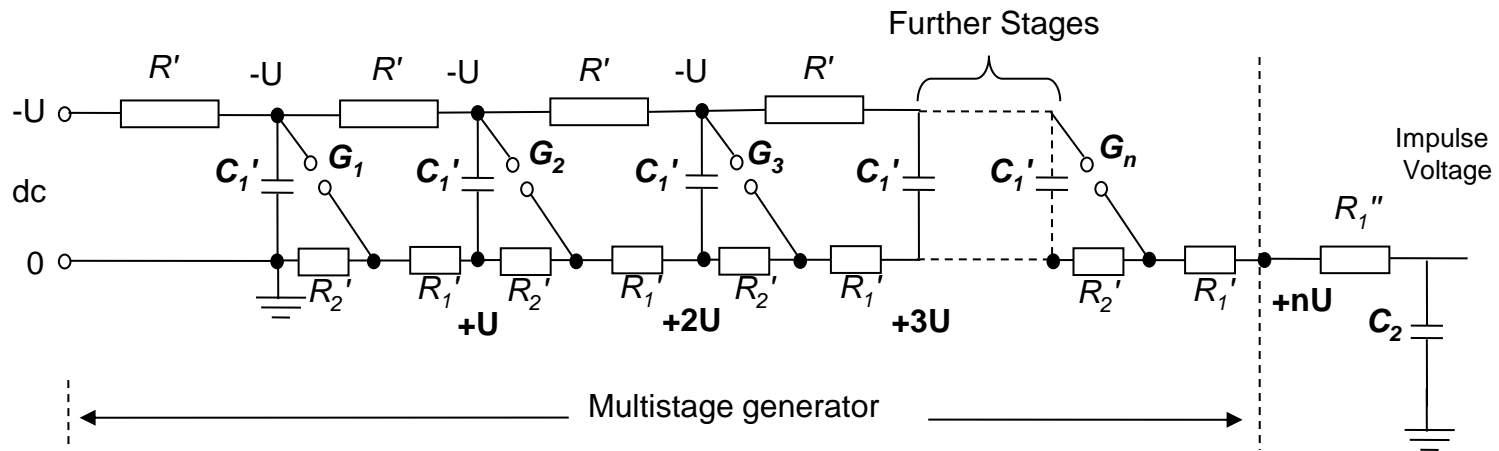 Further Stages
R' -U R' -U R' -U R'
-U
C₁' G₁ C₁' G₂ C₁' G₃ C₁' C₁' Gₙ
Impulse
Voltage
dc
R₁"
0
R₂' R₁' R₂' R₁' R₂' R₁' R₂' R₁'
+U +2U +3U +nU
C₂
Multistage generator